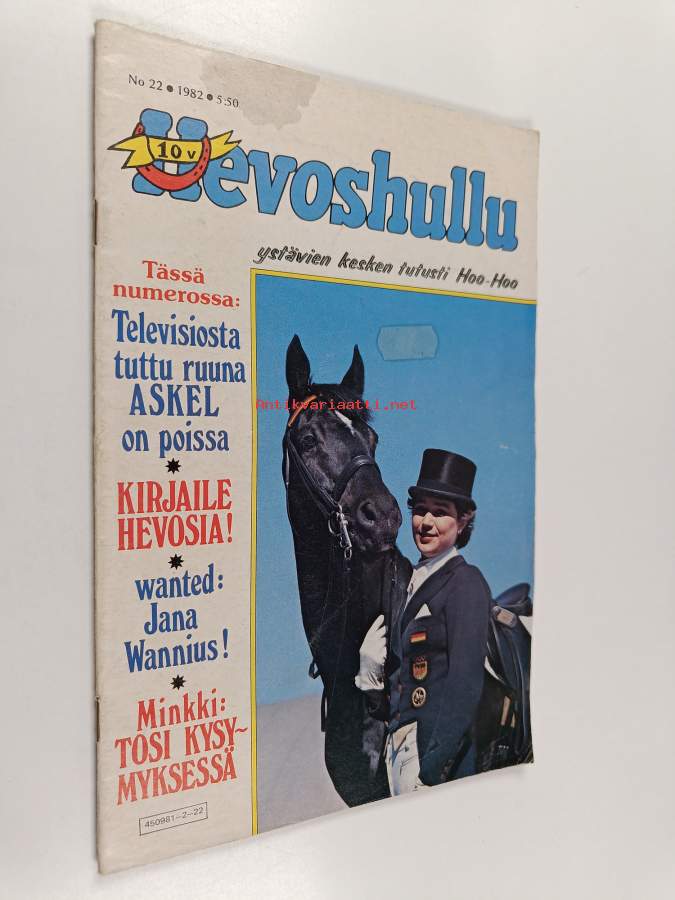 No 22 • 1982 • 5:50
10 v
Hevoshullu
ystävien kesken tutusti Hoo-Hoo
Tässä
numerossa:
Televisiosta
tuttu ruuna
ASKEL
on poissa
KIRJAILE
HEVOSIA!
wanted:
Jana
Wannius!
Minkki:
TOSI KYSY-
MYKSESSÄ
450981-2-22
Antikvariaatti.net